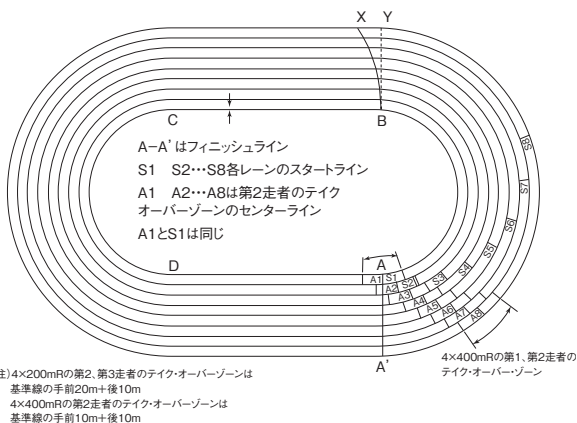 X Y
C B
A−A’はフィニッシュライン
S1 S2･･･S8各レーンのスタートライン
A1 A2･･･A8は第2走者のテイク
オーバーゾーンのセンターライン
A1とS1は同じ
D A
S8
S7
S6
S5
S4
S3
A1 S1
A2 S2
A3
A4
A5
A6
A7
A8
A’
4×400mRの第1、第2走者の
テイク・オーバー・ゾーン
注）4×200mRの第2、第3走者のテイク・オーバーゾーンは
基準線の手前20m＋後10m
4×400mRの第2走者のテイク・オーバーゾーンは
基準線の手前10m＋後10m